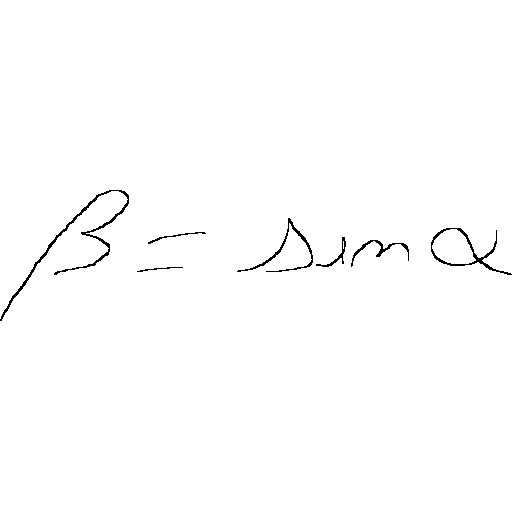 β = sin α